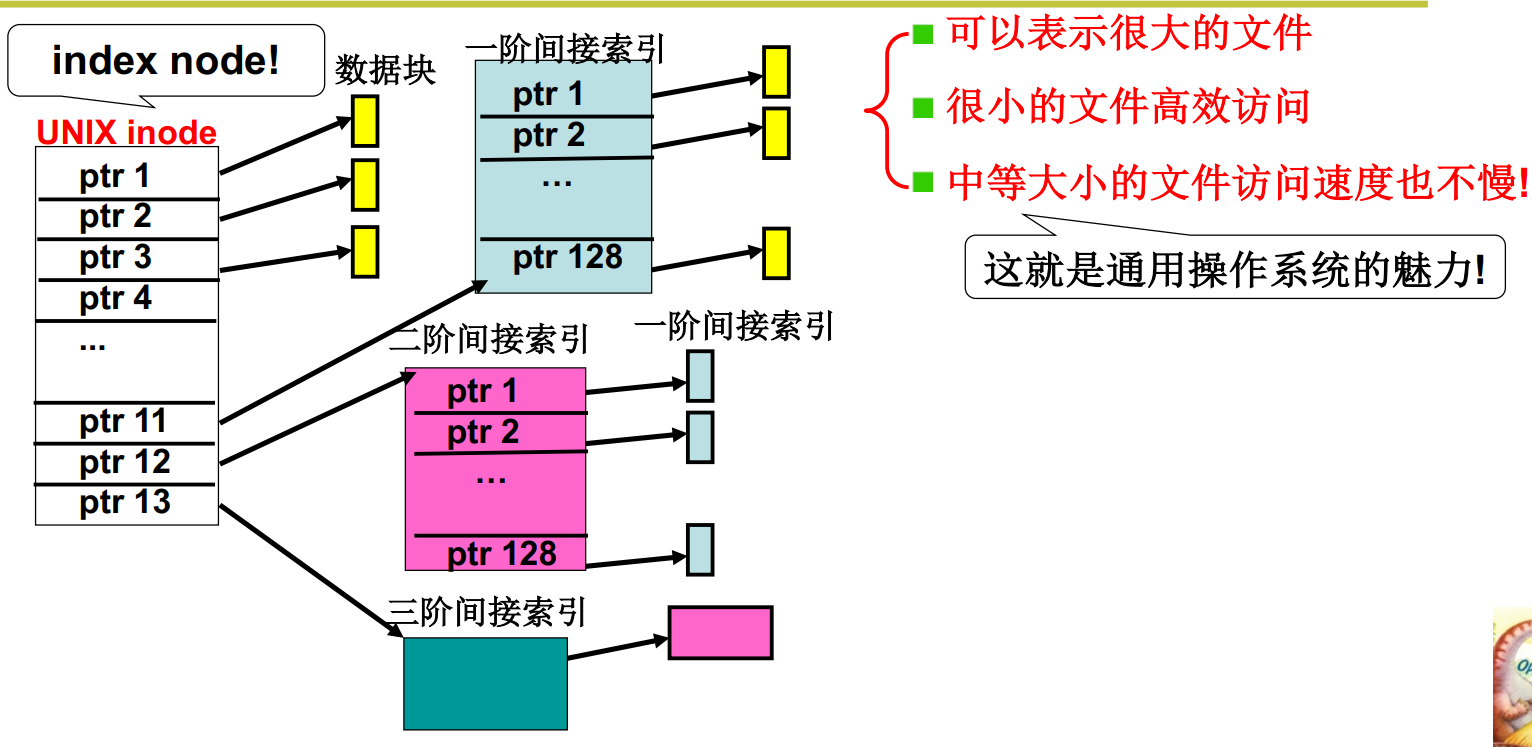 index node!
数据块
UNIX inode
ptr 1
ptr 2
ptr 3
ptr 4
...
ptr 11
ptr 12
ptr 13
一阶间接索引
ptr 1
ptr 2
…
ptr 128
二阶间接索引
ptr 1
ptr 2
…
ptr 128
一阶间接索引
三阶间接索引
可以表示很大的文件
很小的文件高效访问
中等大小的文件访问速度也不慢!
这就是通用操作系统的魅力!